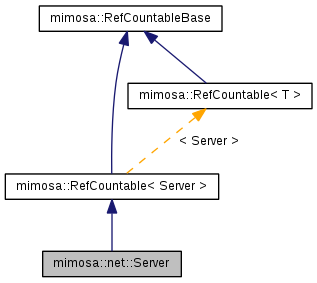 mimosa::RefCountableBase
mimosa::RefCountable< T >
< Server >
mimosa::RefCountable< Server >
mimosa::net::Server